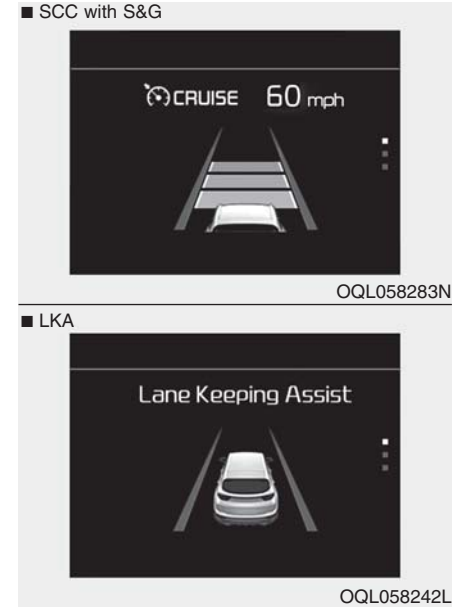 ■ SCC with S&G
CRUISE 60 mph
OQL058283N
■ LKA
Lane Keeping Assist
OQL058242L